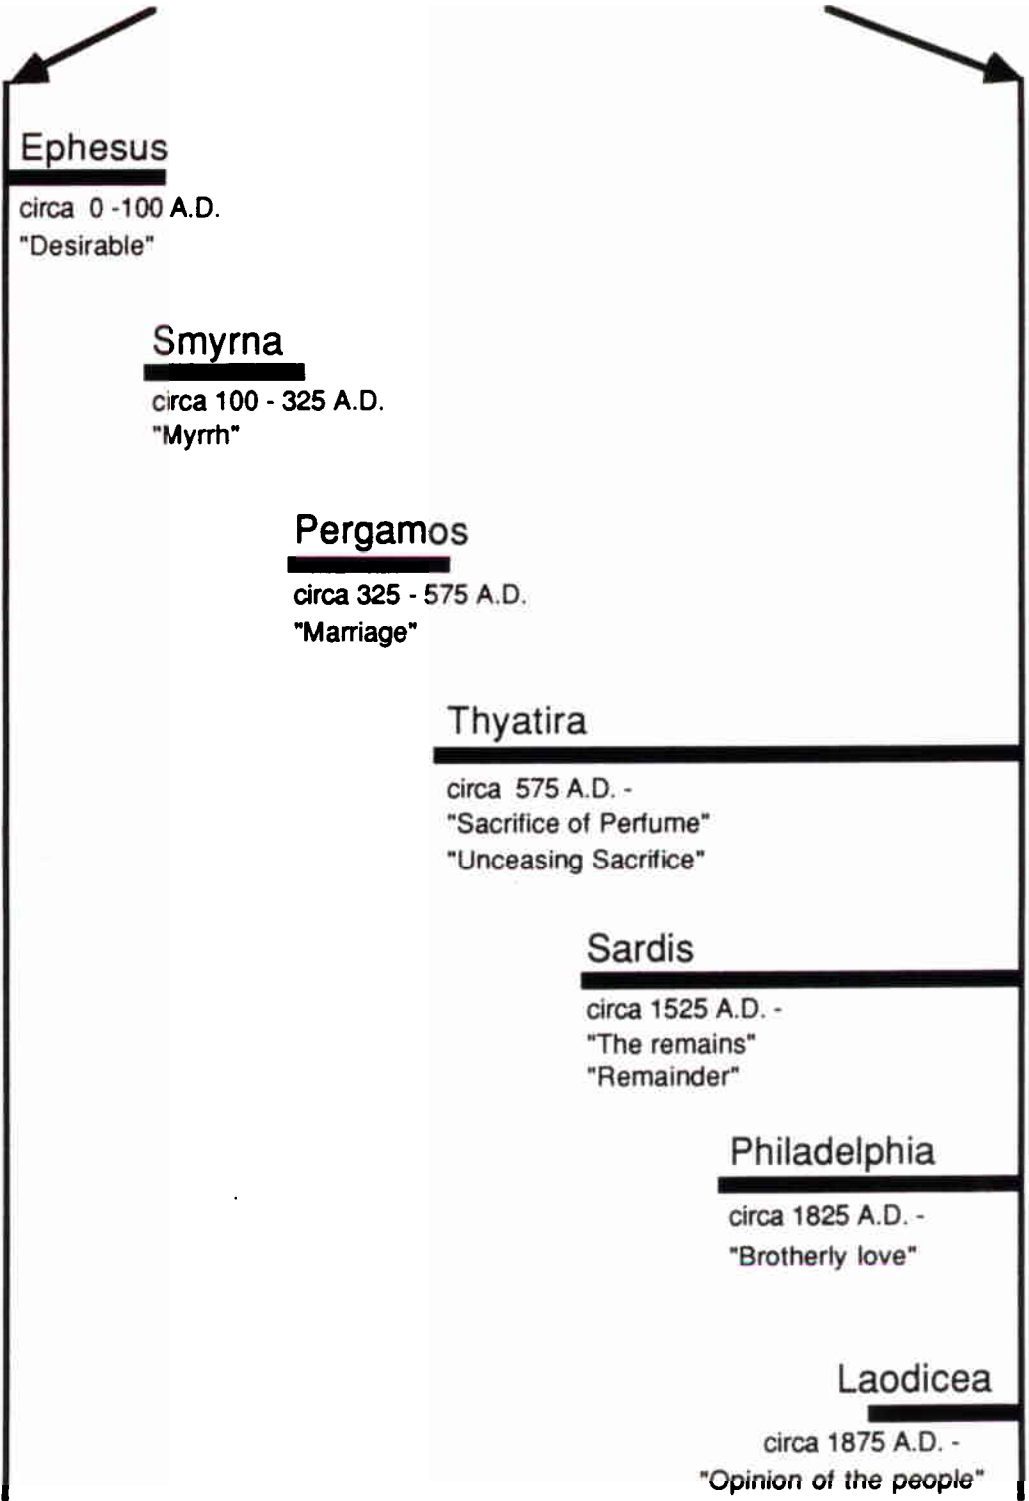 Ephesus
circa 0 -100 A.D.
"Desirable"
Smyrna
circa 100 - 325 A.D.
"Myrrh"
Pergamos
circa 325 - 575 A.D.
"Marriage"
Thyatira
circa 575 A.D. -
"Sacrifice of Perfume"
"Unceasing Sacrifice"
Sardis
circa 1525 A.D. -
"The remains"
"Remainder"
Philadelphia
circa 1825 A.D. -
"Brotherly love"
Laodicea
circa 1875 A.D. -
"Opinion of the people"